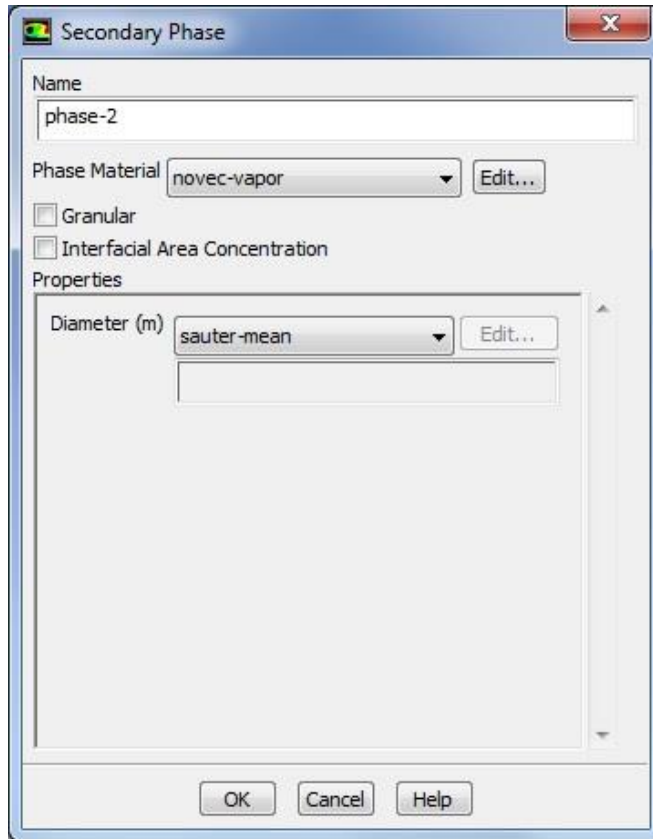 Secondary Phase
Name
phase-2
Phase Material novec-vapor Edit...
Granular
Interfacial Area Concentration
Properties
Diameter (m) sauter-mean Edit...
OK Cancel Help